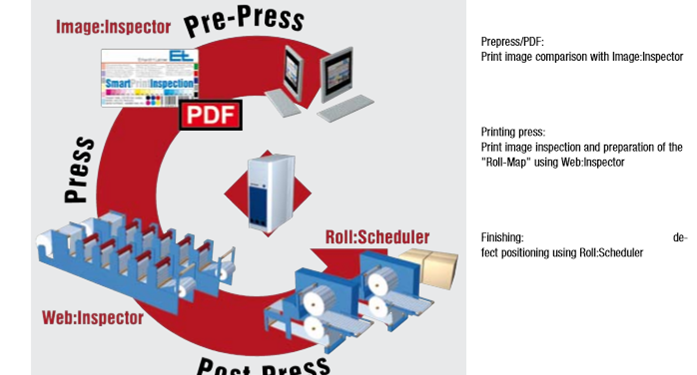 Pre-Press
Image:Inspector
SmartPrintInspection
PDF
Press
Roll:Scheduler
Web:Inspector
Post-Press
Prepress/PDF:
Print image comparison with Image:Inspector
Printing press:
Print image inspection and preparation of the
"Roll-Map" using Web:Inspector
Finishing: de-
fect positioning using Roll:Scheduler